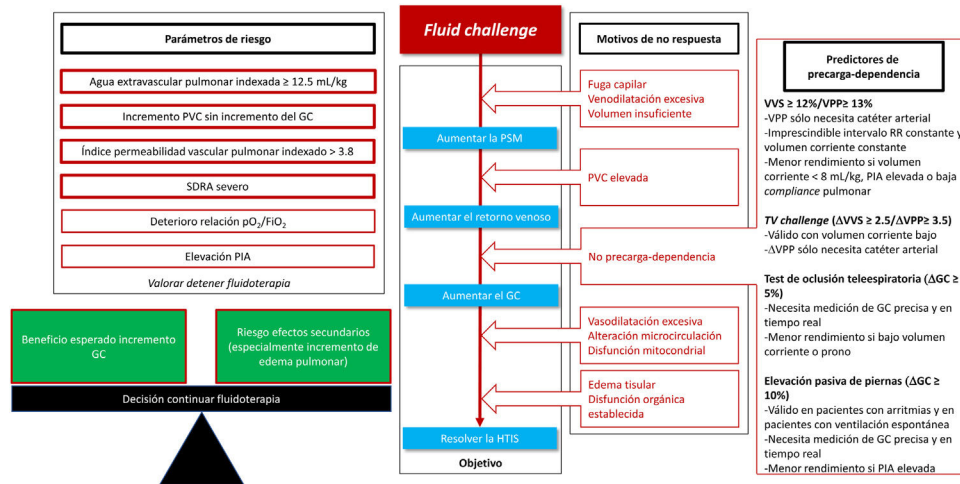 Parámetros de riesgo
Agua extravascular pulmonar indexada ≥ 12.5 mL/kg
Incremento PVC sin incremento del GC
Índice permeabilidad vascular pulmonar indexado > 3.8
SDRA severo
Deterioro relación pO₂/FiO₂
Elevación PIA
Valorar detener fluidoterapia
Beneficio esperado incremento
GC
Riesgo efectos secundarios
(especialmente incremento de
edema pulmonar)
Decisión continuar fluidoterapia
Fluid challenge
Aumentar la PSM
Aumentar el retorno venoso
Aumentar el GC
Resolver la HTIS
Objetivo
Motivos de no respuesta
Fuga capilar
Venodilatación excesiva
Volumen insuficiente
PVC elevada
No precarga-dependencia
Vasodilatación excesiva
Alteración microcirculación
Disfunción mitocondrial
Edema tisular
Disfunción orgánica
establecida
Predictores de
precarga-dependencia
VVS ≥ 12%/VPP≥ 13%
-VPP sólo necesita catéter arterial
-Imprescindible intervalo RR constante y
volumen corriente constante
-Menor rendimiento si volumen
corriente < 8 mL/kg, PIA elevada o baja
compliance pulmonar
TV challenge (ΔVVS ≥ 2.5/ΔVPP≥ 3.5)
-Válido con volumen corriente bajo
-ΔVPP sólo necesita catéter arterial
Test de oclusión teleespiratoria (ΔGC ≥
5%)
-Necesita medición de GC precisa y en
tiempo real
-Menor rendimiento si bajo volumen
corriente o prono
Elevación pasiva de piernas (ΔGC ≥
10%)
-Válido en pacientes con arritmias y en
pacientes con ventilación espontánea
-Necesita medición de GC precisa y en
tiempo real
-Menor rendimiento si PIA elevada